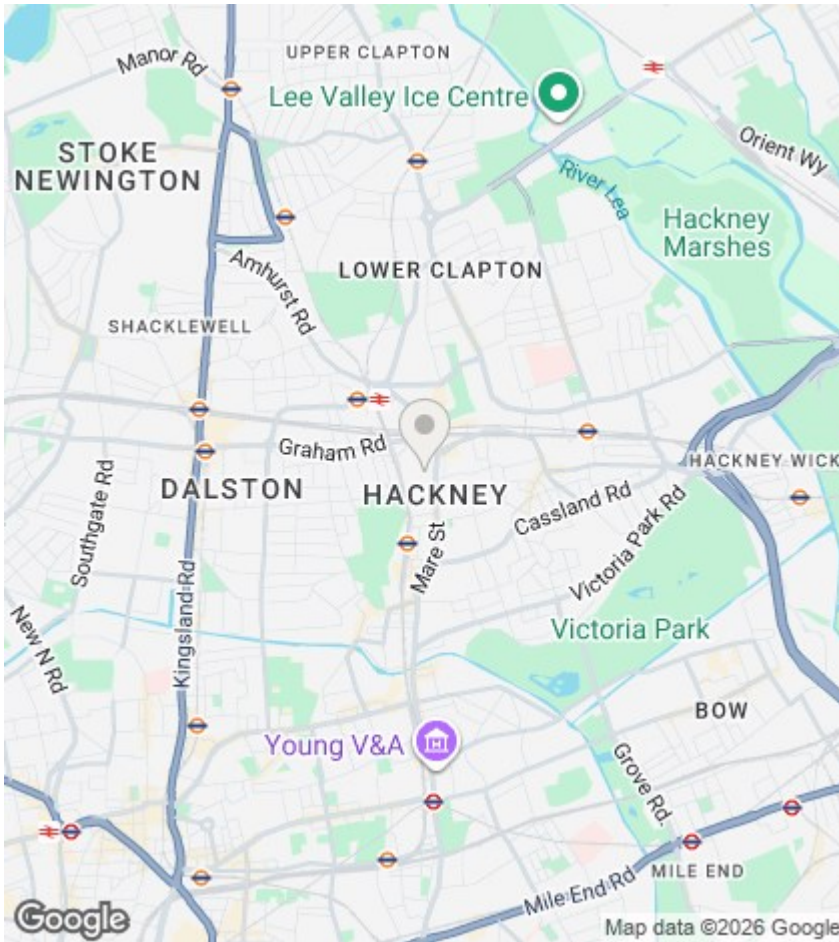 UPPER CLAPTON
Manor Rd
Lee Valley Ice Centre
Orient Wy
STOKE
NEWINGTON
River Lea
Hackney
Marshes
Amhurst Rd
LOWER CLAPTON
SHACKLEWELL
Graham Rd
HACKNEY WICK
DALSTON
HACKNEY
Cassland Rd
Southgate Rd
Mare St
Victoria Park Rd
Kingsland Rd
New N Rd
Victoria Park
BOW
Young V&A
Grove Rd.
MILE END
Mile End Rd
Google
Map data ©2026 Google